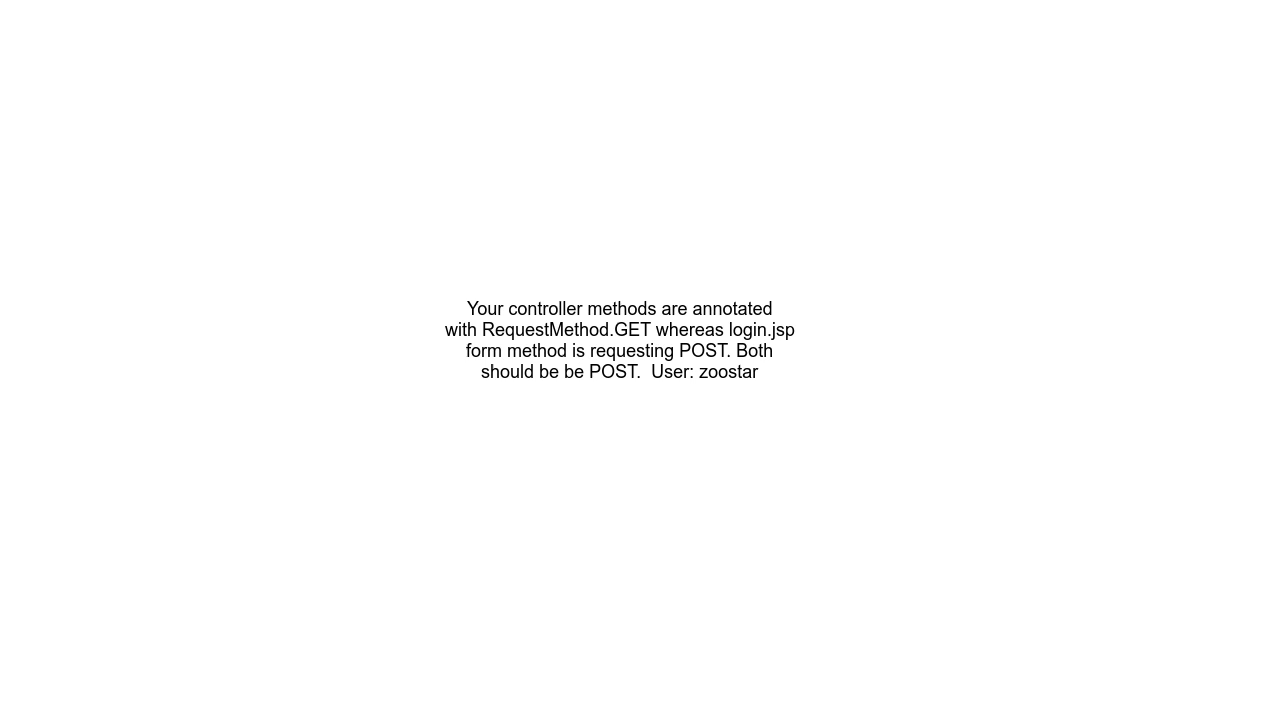 Your controller methods are annotated
with RequestMethod.GET whereas login.jsp
form method is requesting POST. Both
should be be POST.  User: zoostar